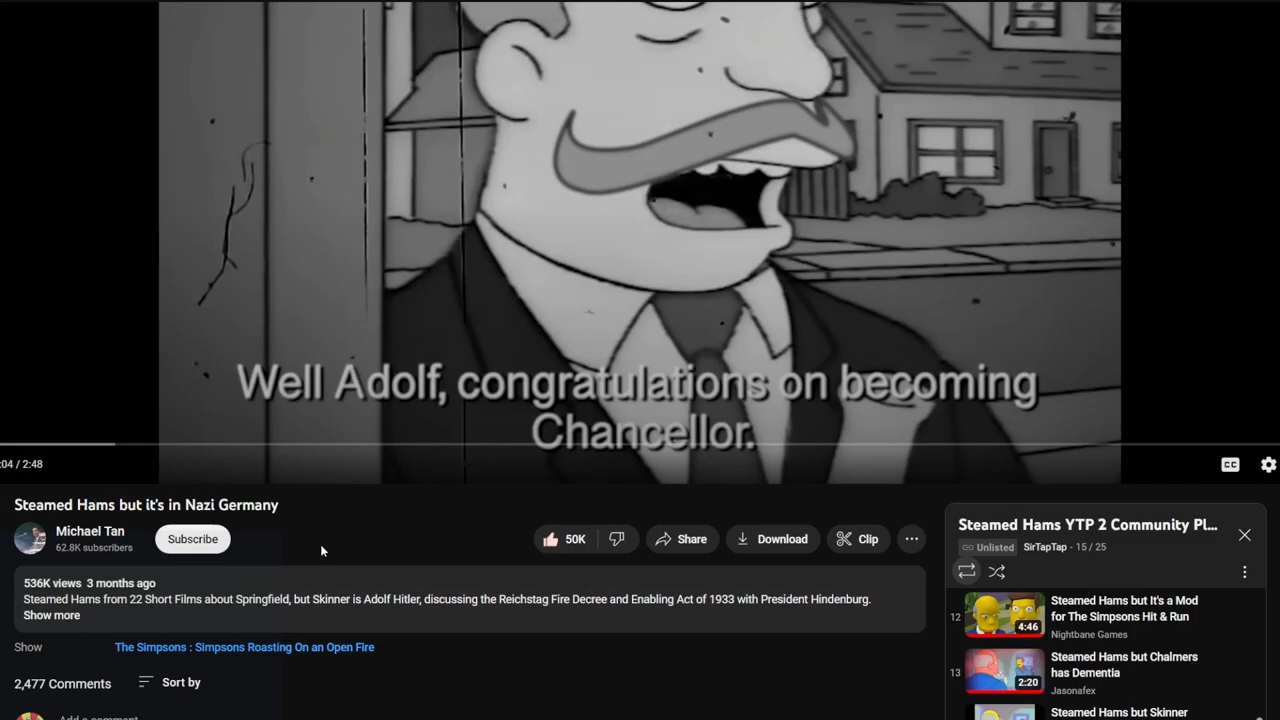 Well Adolf, congratulations on becoming
Chancellor.
:04 / 2:48
CC
Steamed Hams but it's in Nazi Germany
Michael Tan
62.8K subscribers
Subscribe
50K
Share
Download
Clip
536K views 3 months ago
Steamed Hams from 22 Short Films about Springfield, but Skinner is Adolf Hitler, discussing the Reichstag Fire Decree and Enabling Act of 1933 with President Hindenburg.
Show more
Show
The Simpsons : Simpsons Roasting On an Open Fire
2,477 Comments
Sort by
Add a comment
Steamed Hams YTP 2 Community Pl...
Unlisted
SirTapTap - 15 / 25
12
4:46
Steamed Hams but It's a Mod
for The Simpsons Hit & Run
Nightbane Games
13
2:20
Steamed Hams but Chalmers
has Dementia
Jasonafex
Steamed Hams but Skinner